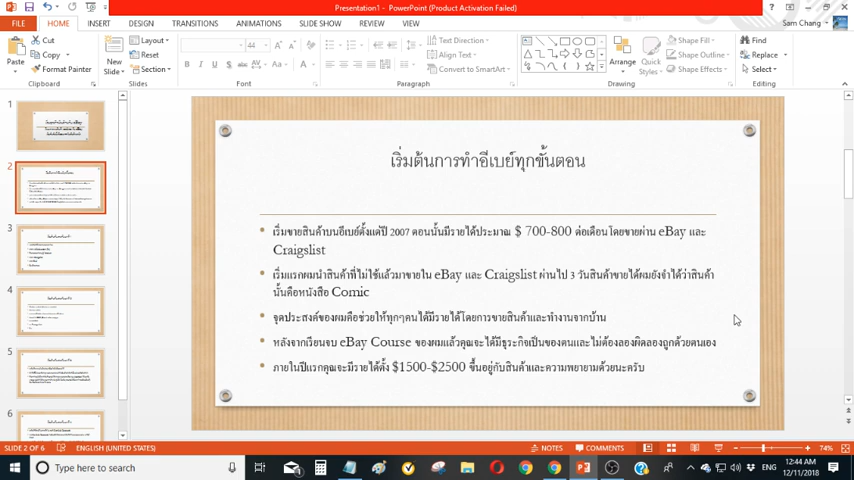 Presentation1 - PowerPoint (Product Activation Failed)
FILE HOME INSERT DESIGN TRANSITIONS ANIMATIONS SLIDE SHOW REVIEW VIEW Sam Chang
Paste Cut Copy Format Painter
Clipboard
New Slide Layout Reset Section
Slides
44
Font
Text Direction Align Text Convert to SmartArt
Paragraph
Arrange Quick Styles Shape Fill Shape Outline Shape Effects
Drawing
Find Replace Select
Editing
1
2
3
4
5
6
เริ่มต้นการทำอีเบย์ทุกขั้นตอน
เริ่มขายสินค้าบนอีเบย์ตั้งแต่ปี 2007 ตอนนั้นมีรายได้ประมาณ $ 700-800 ต่อเดือนโดยขายผ่าน eBay และ
Craigslist
เริ่มแรกผมนำสินค้าที่ไม่ใช้แล้วมาขายใน eBay และ Craigslist ผ่านไป 3 วันสินค้าขายได้ผมยังจำได้ว่าสินค้า
นั้นคือหนังสือ Comic
จุดประสงค์ของผมคือช่วยให้ทุกๆคนได้มีรายได้โดยการขายสินค้าและทำงานจากบ้าน
หลังจากเรียนจบ eBay Course ของผมแล้วคุณจะได้มีธุระกิจเป็นของตนและไม่ต้องลองผิดลองถูกด้วยตนเอง
ภายในปีแรกคุณจะมีรายได้ตั้ง $1500-$2500 ขึ้นอยู่กับสินค้าและความพยายามด้วยนะครับ
SLIDE 2 OF 6 ENGLISH (UNITED STATES) NOTES COMMENTS 74%
Type here to search
ENG
12:44 AM
12/11/2018